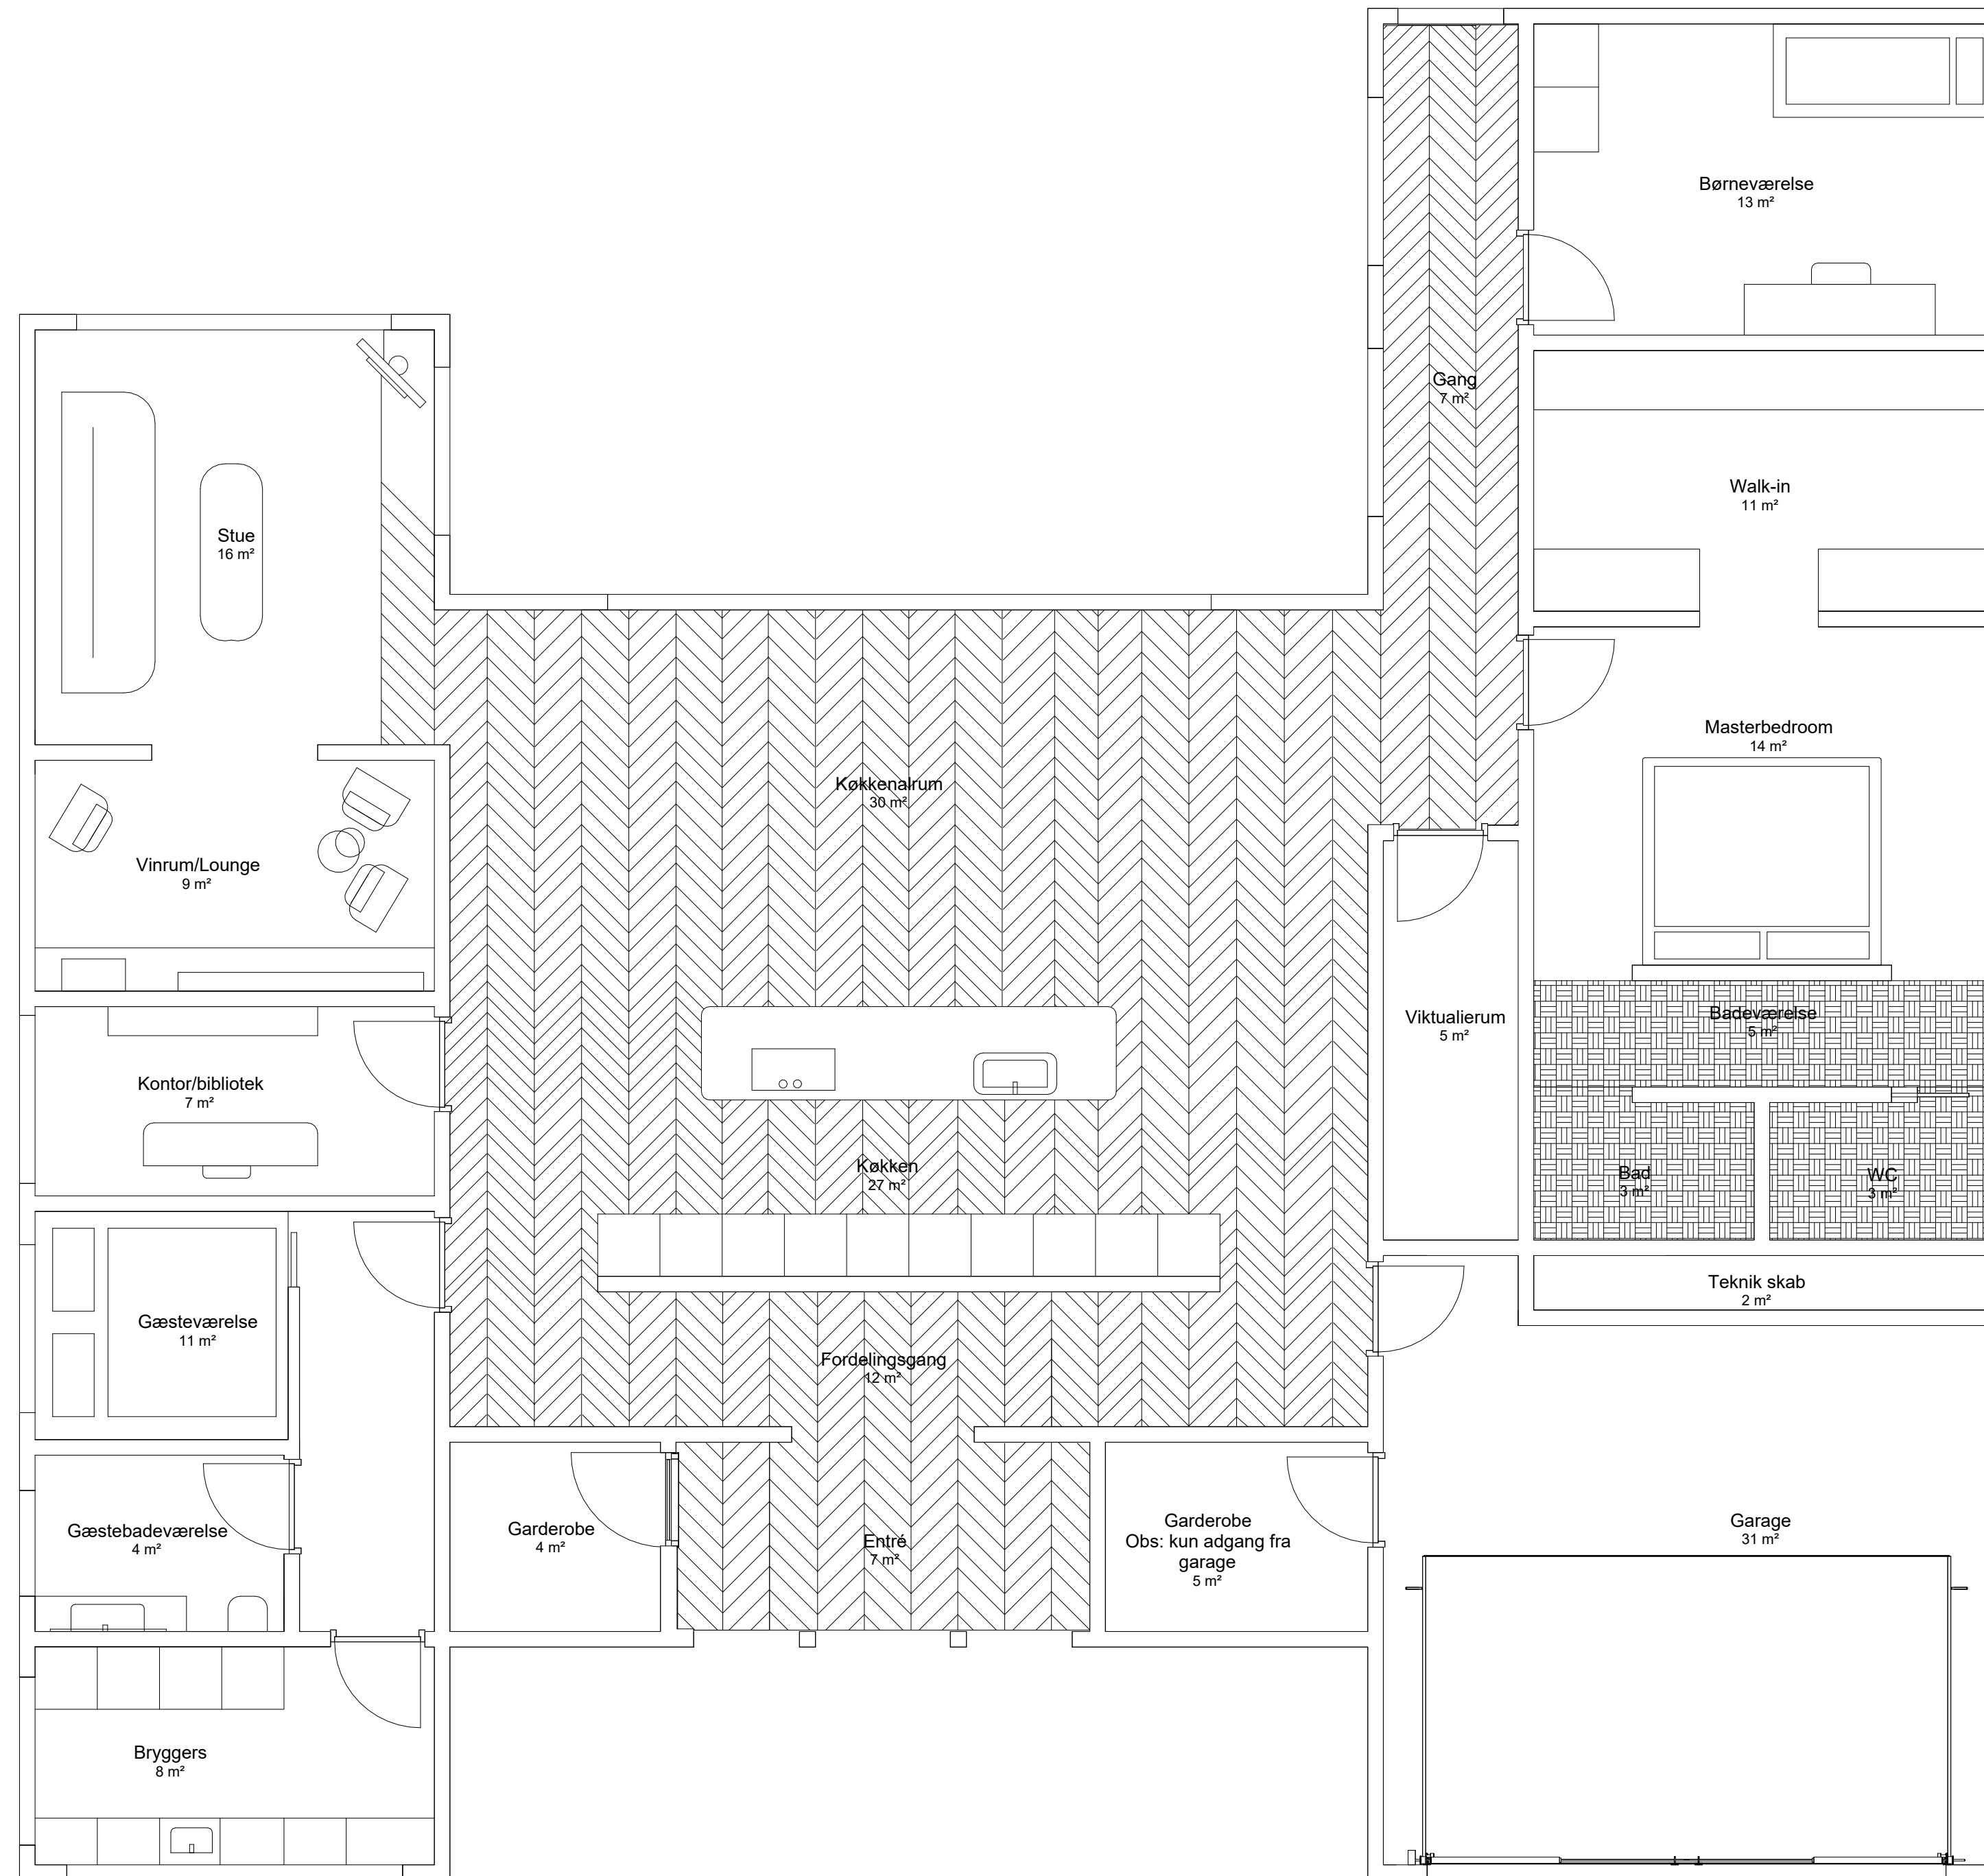 Børneværelse
13 m²
Gang
7 m²
Walk-in
11 m²
Stue
16 m²
Masterbedroom
14 m²
Køkkenalrum
30 m²
Vinrum/Lounge
9 m²
Viktualierum
5 m²
Badeværelse
5 m²
Kontor/bibliotek
7 m²
Køkken
27 m²
Bad
3 m²
WC
3 m²
Teknik skab
2 m²
Gæsteværelse
11 m²
Fordelingsgang
12 m²
Gæstebadeværelse
4 m²
Garderobe
4 m²
Entré
7 m²
Garderobe
Obs: kun adgang fra
garage
5 m²
Garage
31 m²
Bryggers
8 m²